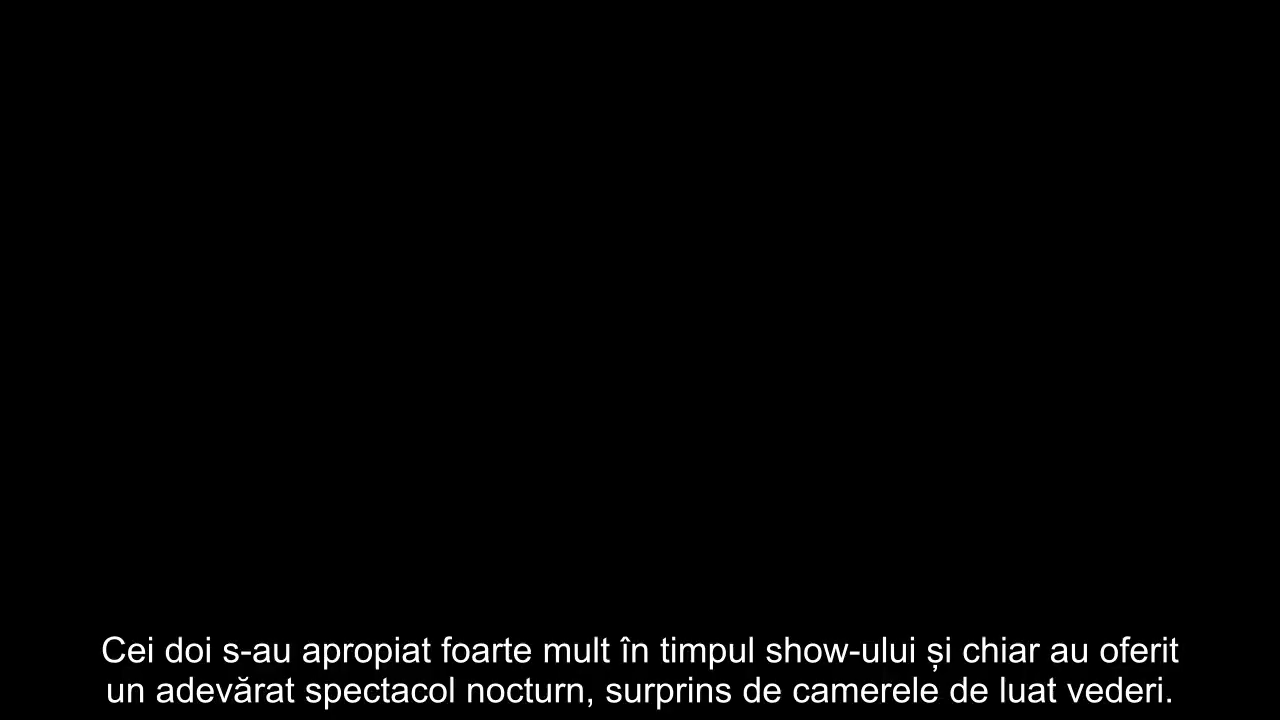 Cei doi s-au apropiat foarte mult în timpul show-ului și chiar au oferit
un adevărat spectacol nocturn, surprins de camerele de luat vederi.